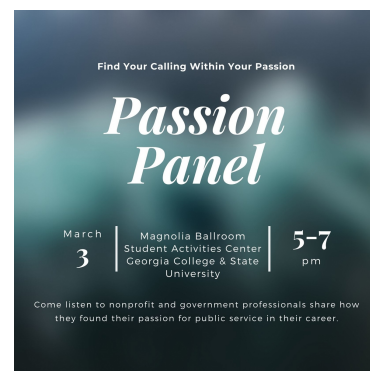 Find Your Calling Within Your Passion
Passion
Panel
March
3
Magnolia Ballroom
Student Activities Center
Georgia College & State
University
5-7
pm
Come listen to nonprofit and government professionals share how
they found their passion for public service in their career.